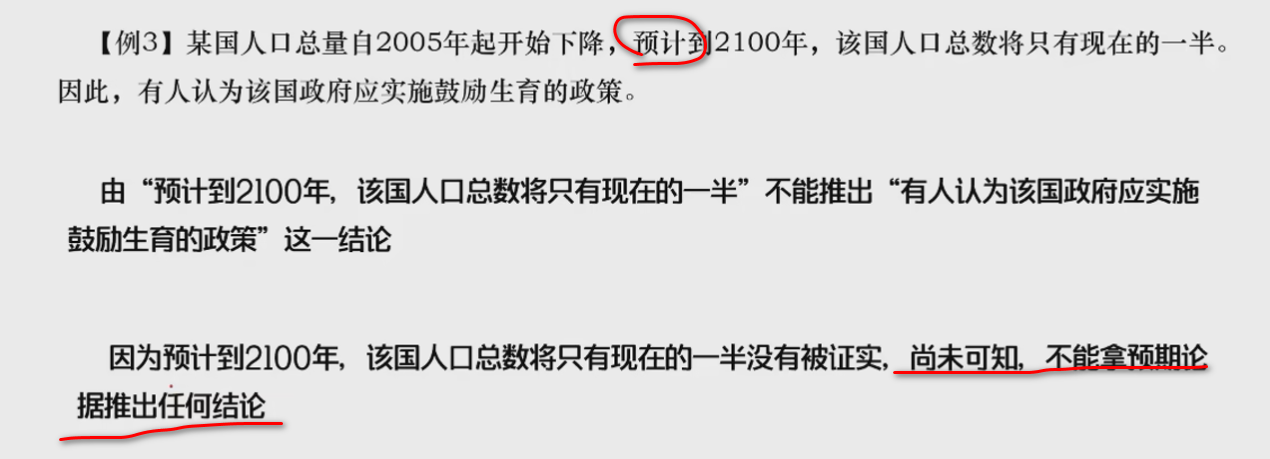 【例3】某国人口总量自2005年起开始下降，预计到2100年，该国人口总数将只有现在的一半。
因此，有人认为该国政府应实施鼓励生育的政策。
由“预计到2100年，该国人口总数将只有现在的一半”不能推出“有人认为该国政府应实施
鼓励生育的政策”这一结论
因为预计到2100年，该国人口总数将只有现在的一半没有被证实，尚未可知，不能拿预期论
据推出任何结论